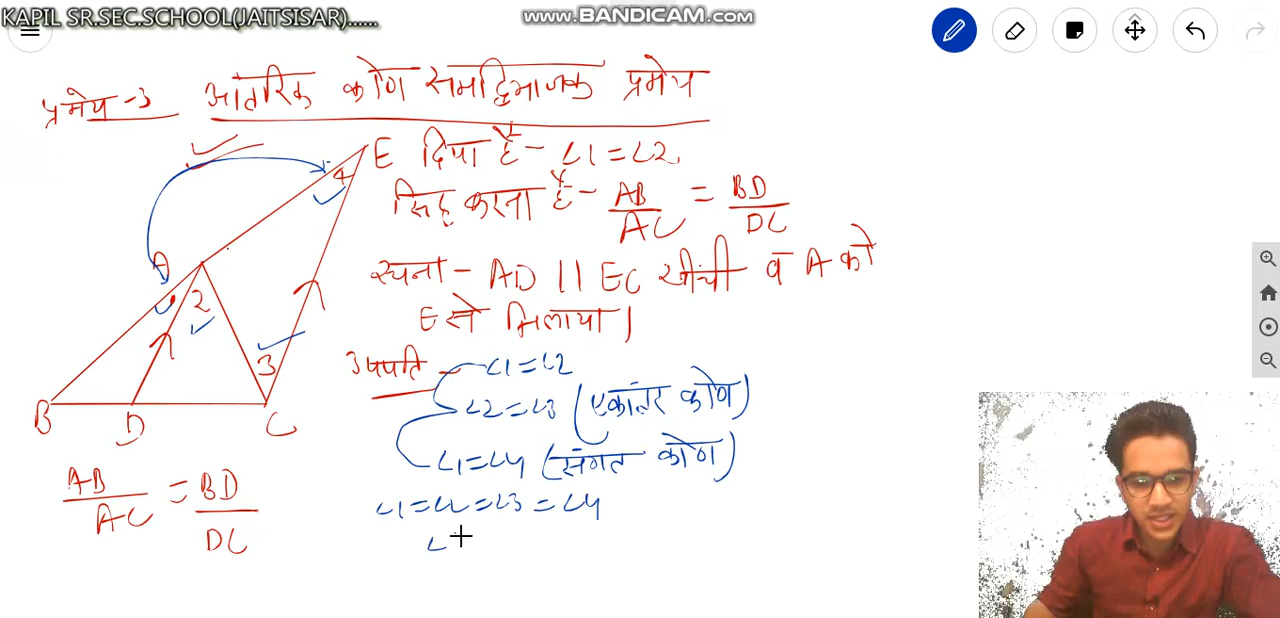 KAPIL SR.SEC.SCHOOL(JAITSISAR)......
www.BANDICAM.com
प्रमेय-3 आंतरिक कोण समद्विभाजक प्रमेय
E दिया है- ∠1=∠2
4
सिद्ध करना है- AB/AC = BD/DC
रचना - AD || EC खींची व A को
E से मिलाया।
A
2
3
B D C
उपपति - ∠1=∠2
∠2=∠3 (एकांतर कोण)
∠1=∠4 (संगत कोण)
∠1=∠2=∠3=∠4
∠
AB/AC = BD/DC